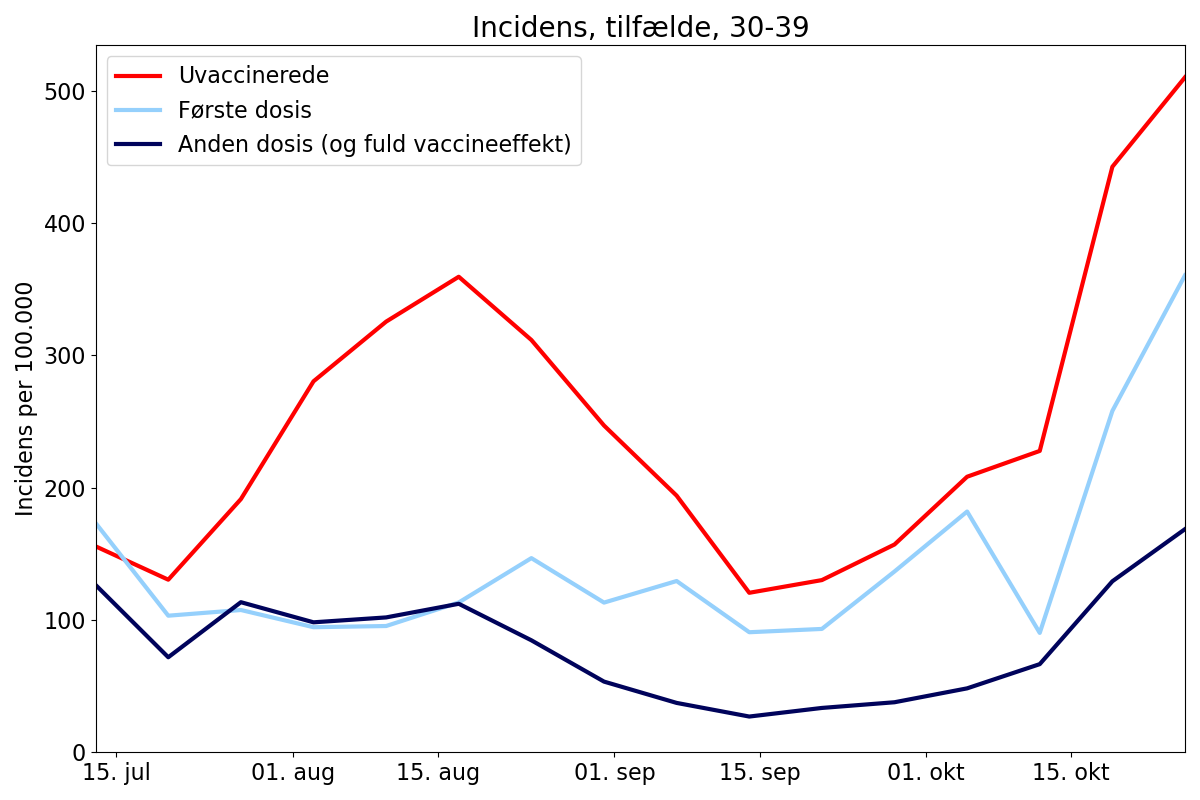 Incidens, tilfælde, 30-39
Uvaccinerede
Første dosis
Anden dosis (og fuld vaccineeffekt)
Incidens per 100.000
500
400
300
200
100
0
15. jul
01. aug
15. aug
01. sep
15. sep
01. okt
15. okt